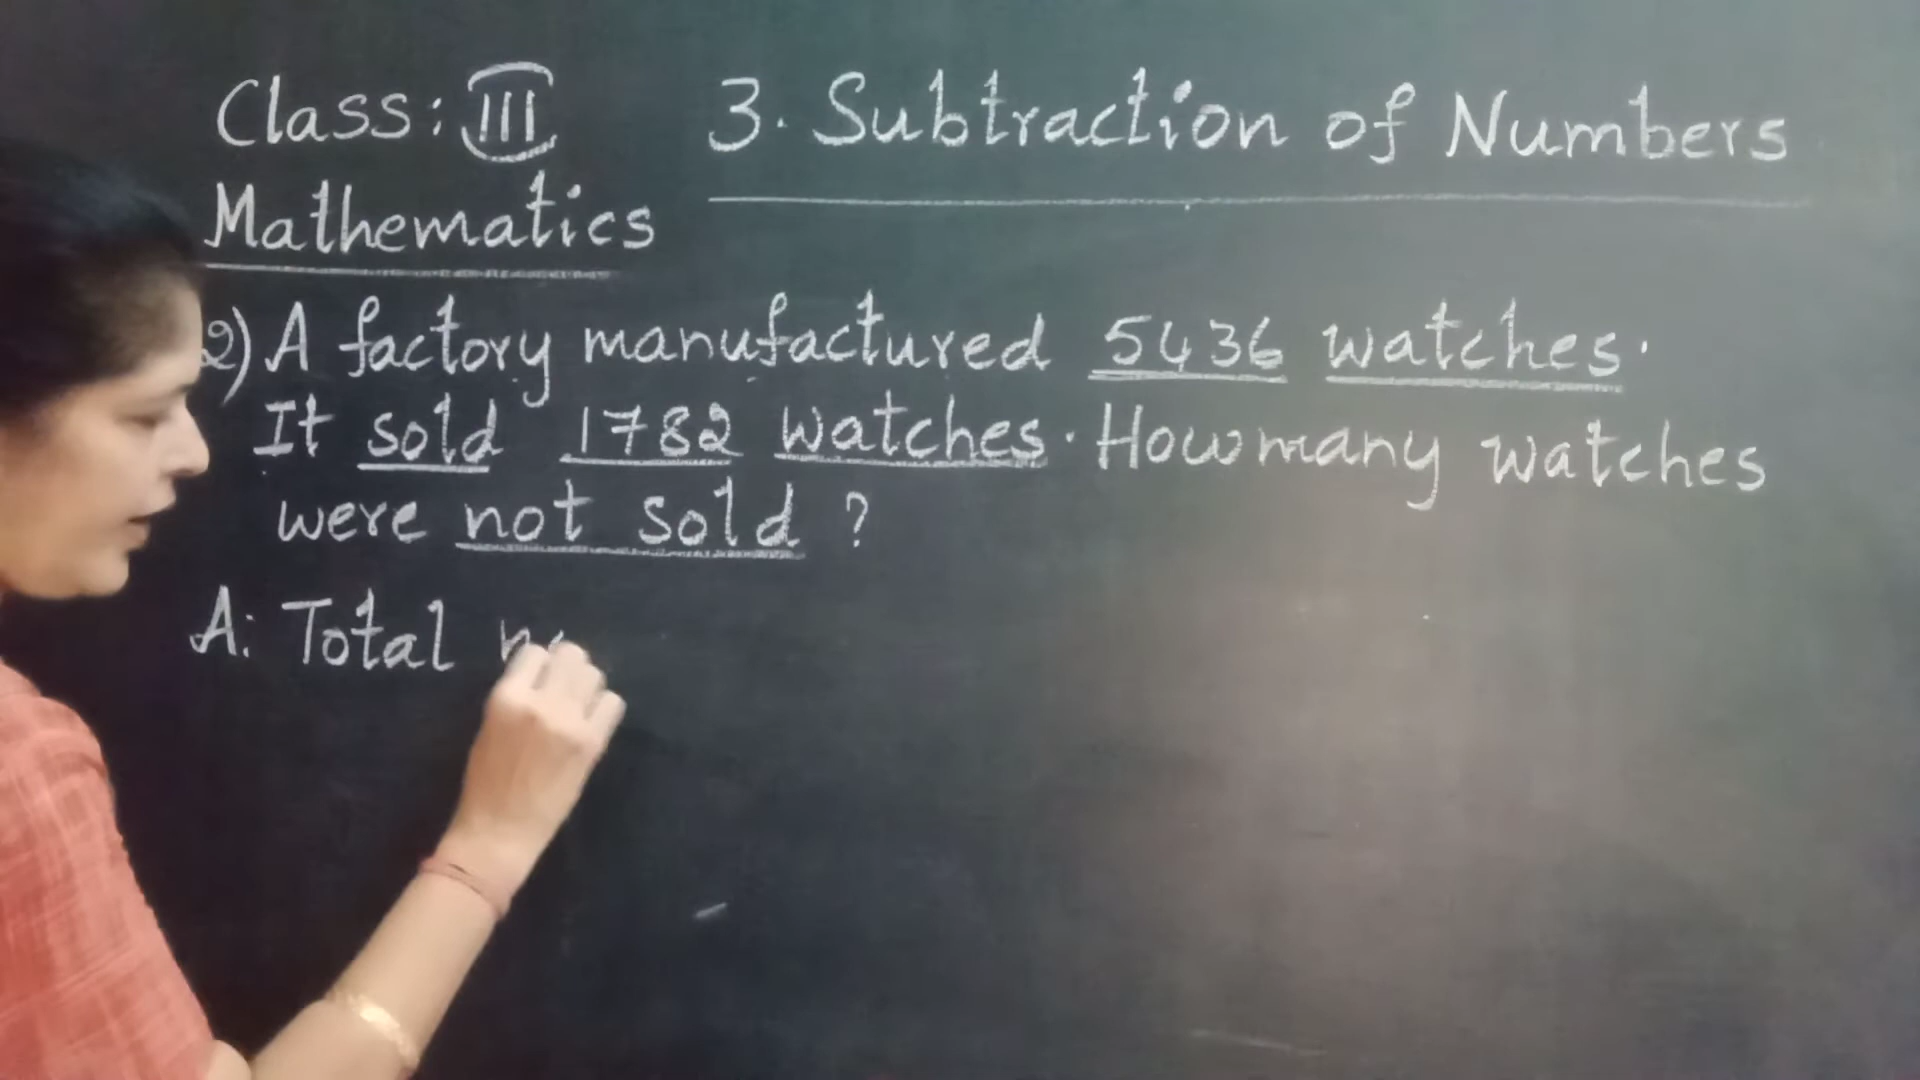 Class: III 3. Subtraction of Numbers
Mathematics
2) A factory manufactured 5436 watches.
It sold 1782 watches. How many watches
were not sold ?
A: Total